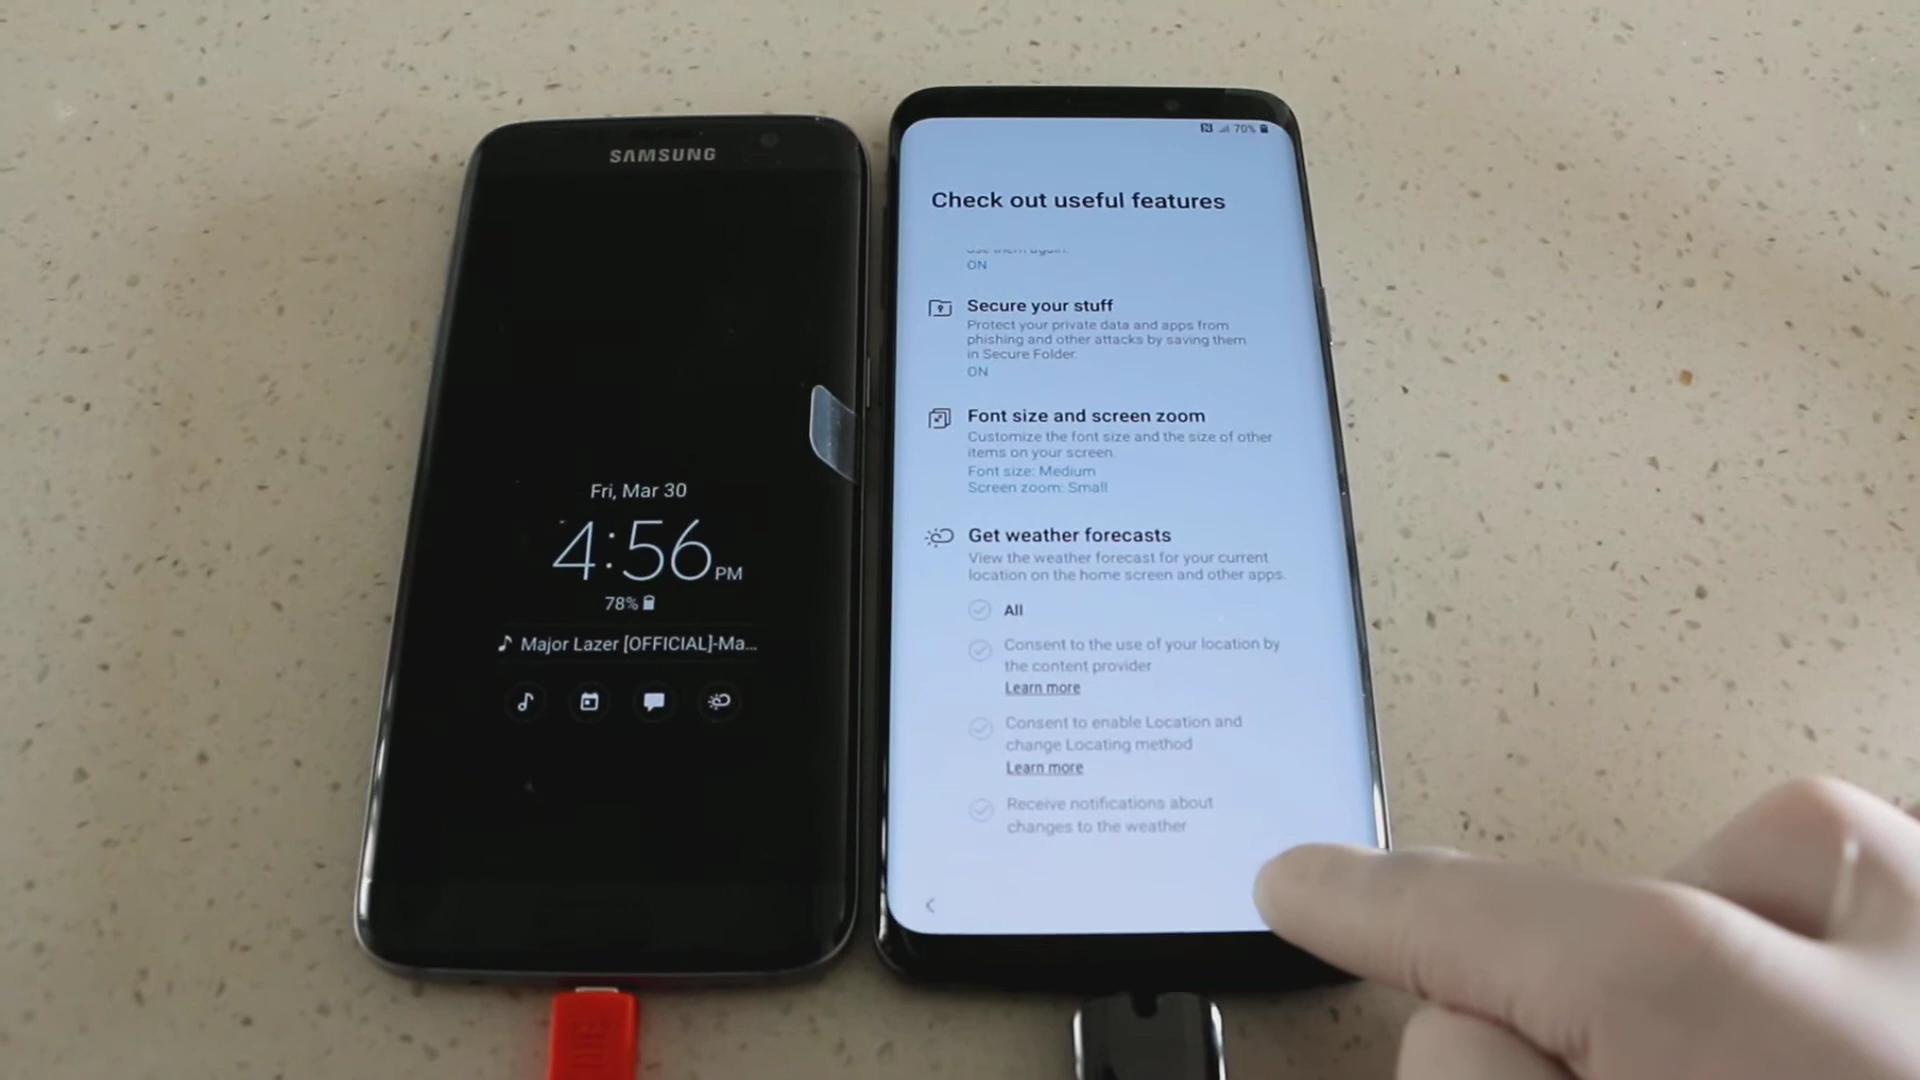 SAMSUNG
Fri, Mar 30
4:56 PM
78%
Major Lazer [OFFICIAL]-Ma...
70%
Check out useful features
use them again.
ON
Secure your stuff
Protect your private data and apps from
phishing and other attacks by saving them
in Secure Folder.
ON
Font size and screen zoom
Customize the font size and the size of other
items on your screen.
Font size: Medium
Screen zoom: Small
Get weather forecasts
View the weather forecast for your current
location on the home screen and other apps.
All
Consent to the use of your location by
the content provider
Learn more
Consent to enable Location and
change Locating method
Learn more
Receive notifications about
changes to the weather